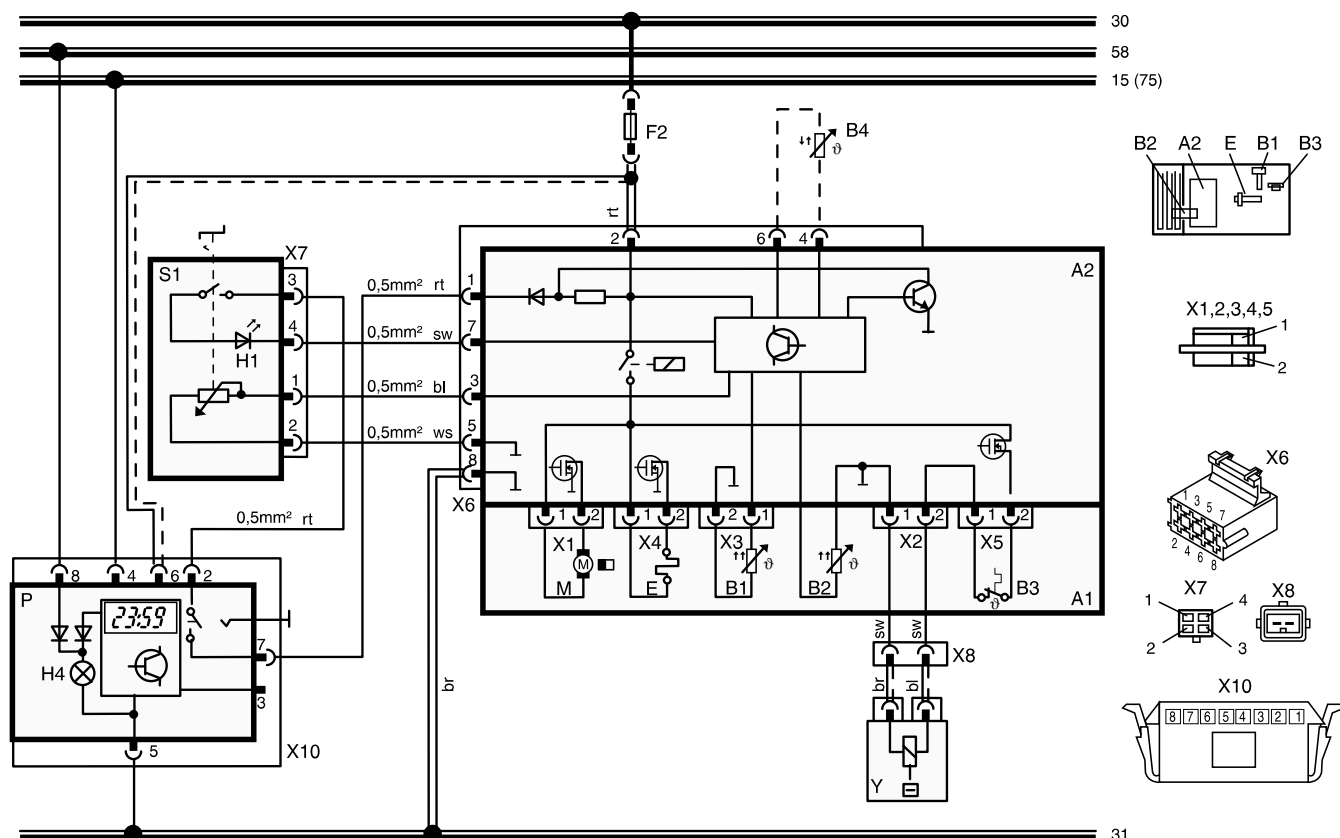 30
58
15 (75)
F2
B4
ϑ
B2 A2 E B1 B3
rt
2 6 4
A2
S1
X7
3
4
H1
1
2
0,5mm² rt
0,5mm² sw
0,5mm² bl
0,5mm² ws
1
7
3
5
8
X6
X1,2,3,4,5
1
2
X6
1 3 5 7
2 4 6 8
0,5mm² rt
1 2 1 2 2 1 1 2 1 2
X1 X4 X3 X2 X5
M
M E B1 ϑ B2 ϑ B3 ϑ
A1
8 4 6 2
P
23:59
H4
7
3
5
X10
br
sw sw
X8
br bl
Y
X7 X8
1 4
2 3
X10
8 7 6 5 4 3 2 1
31